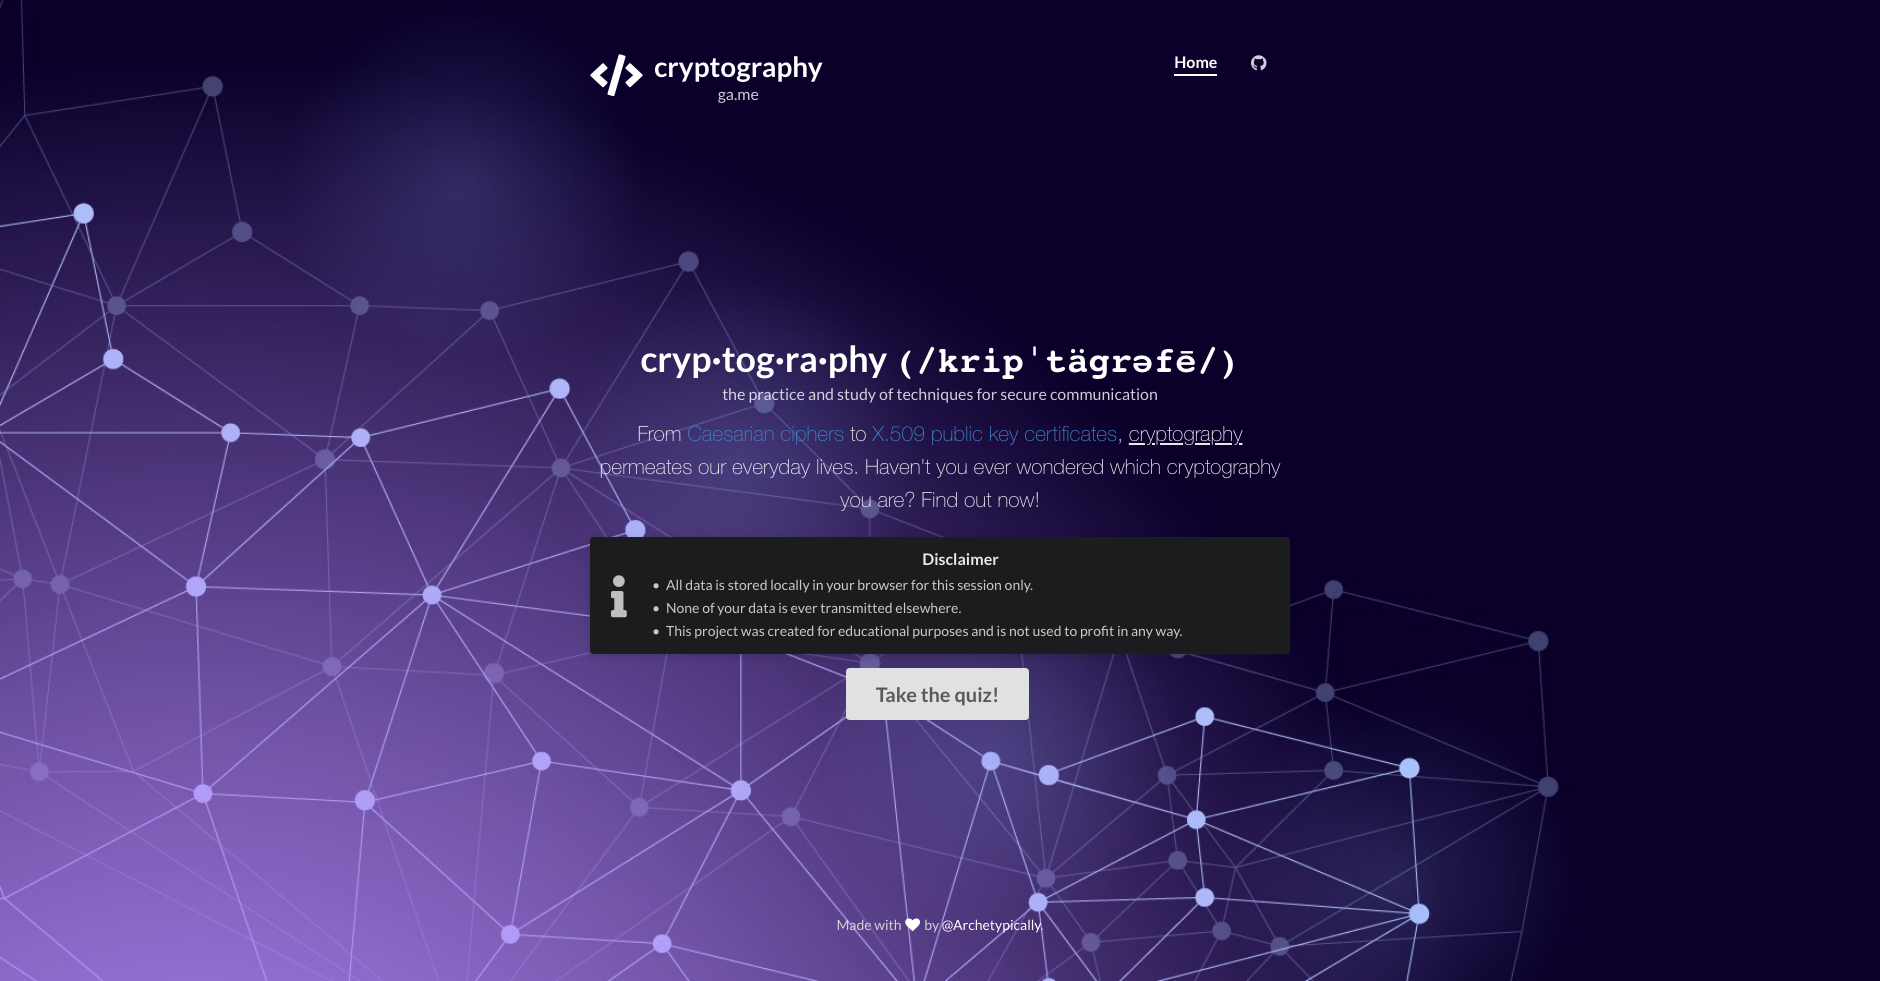 cryptography
ga.me
Home
cryp·tog·ra·phy (/kripˈtägrəfē/)
the practice and study of techniques for secure communication
From Caesarian ciphers to X.509 public key certificates, cryptography
permeates our everyday lives. Haven't you ever wondered which cryptography
you are? Find out now!
Disclaimer
• All data is stored locally in your browser for this session only.
• None of your data is ever transmitted elsewhere.
• This project was created for educational purposes and is not used to profit in any way.
Take the quiz!
Made with ♥ by @Archetypically.